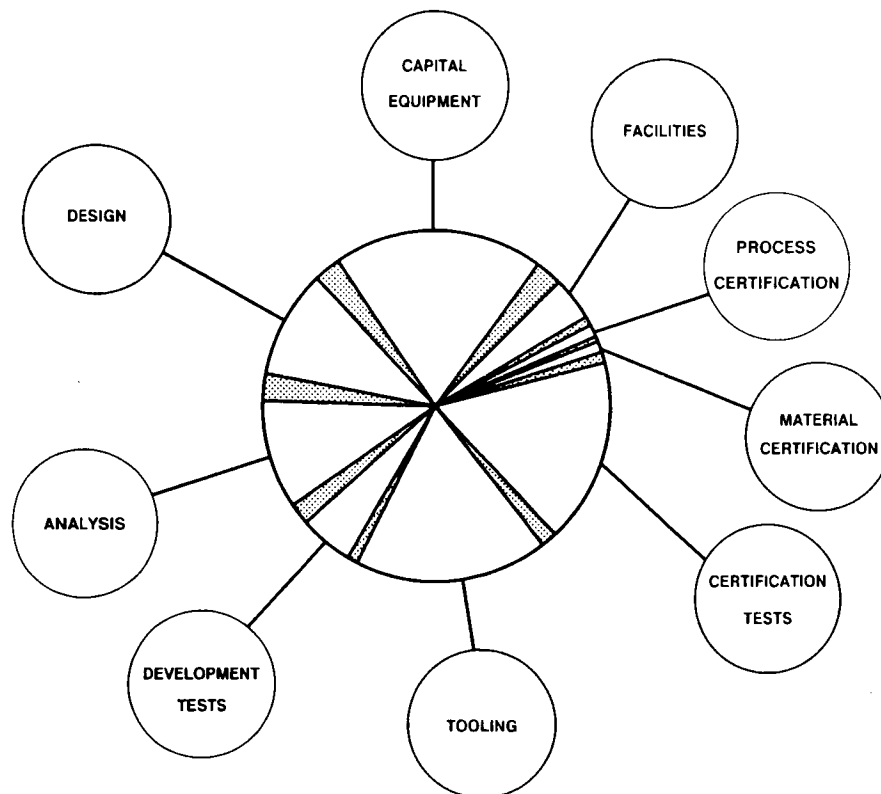 CAPITAL
EQUIPMENT
FACILITIES
PROCESS
CERTIFICATION
MATERIAL
CERTIFICATION
CERTIFICATION
TESTS
TOOLING
DEVELOPMENT
TESTS
ANALYSIS
DESIGN